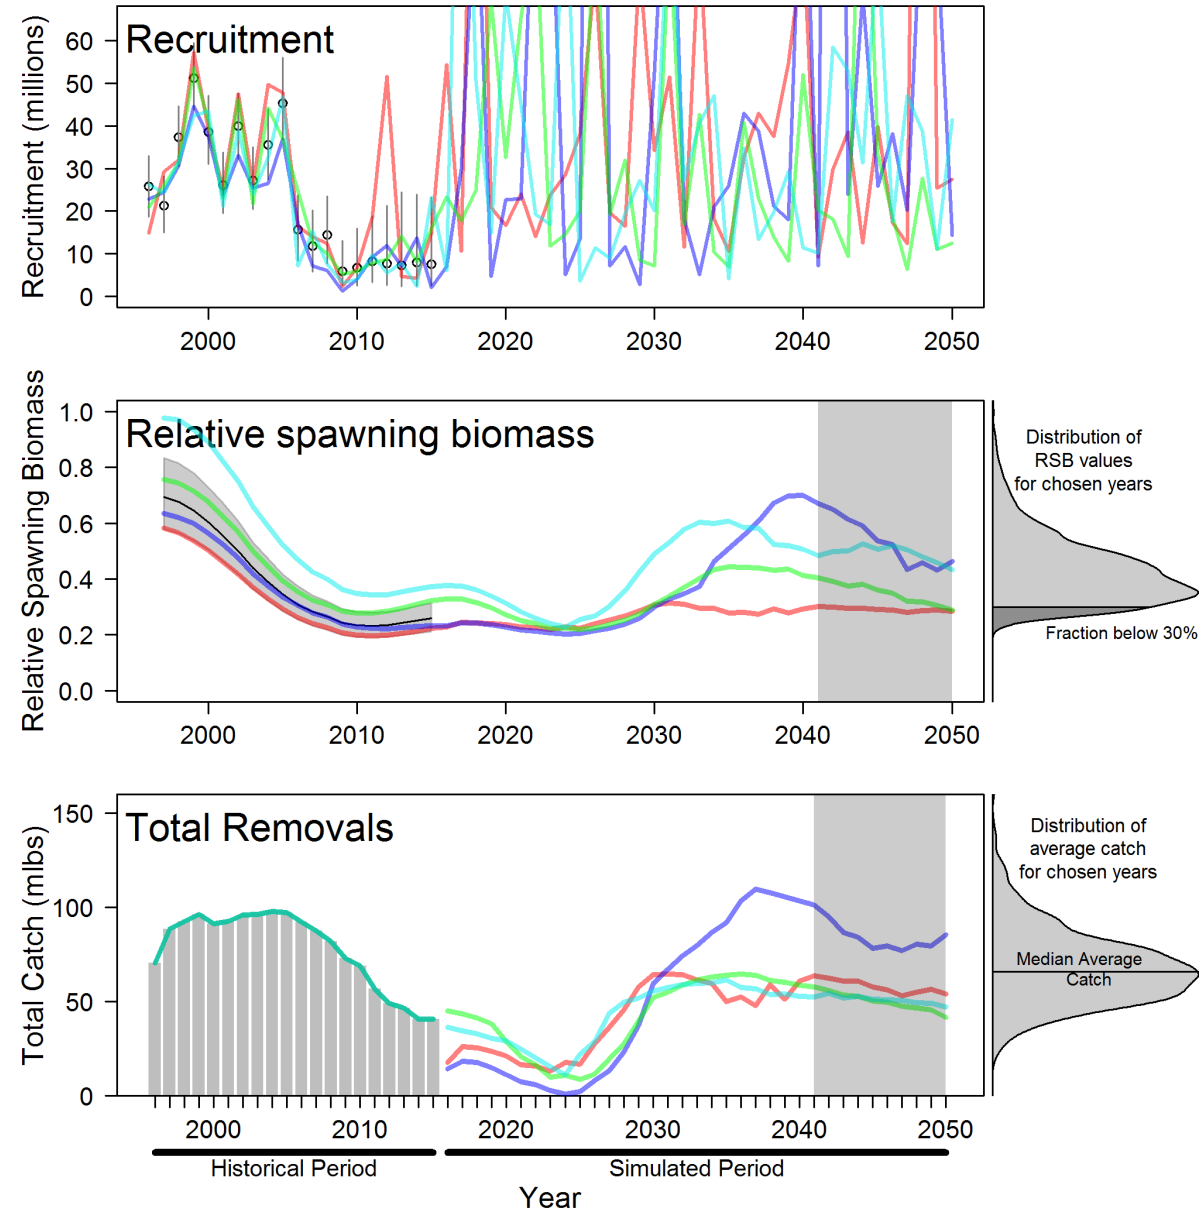 Recruitment
Recruitment (millions)
60
50
40
30
20
10
0
2000
2010
2020
2030
2040
2050
Relative spawning biomass
Relative Spawning Biomass
1.0
0.8
0.6
0.4
0.2
0.0
2000
2010
2020
2030
2040
2050
Distribution of
RSB values
for chosen years
Fraction below 30%
Total Removals
Total Catch (mlbs)
150
100
50
0
2000
2010
2020
2030
2040
2050
Distribution of
average catch
for chosen years
Median Average
Catch
Historical Period
Simulated Period
Year